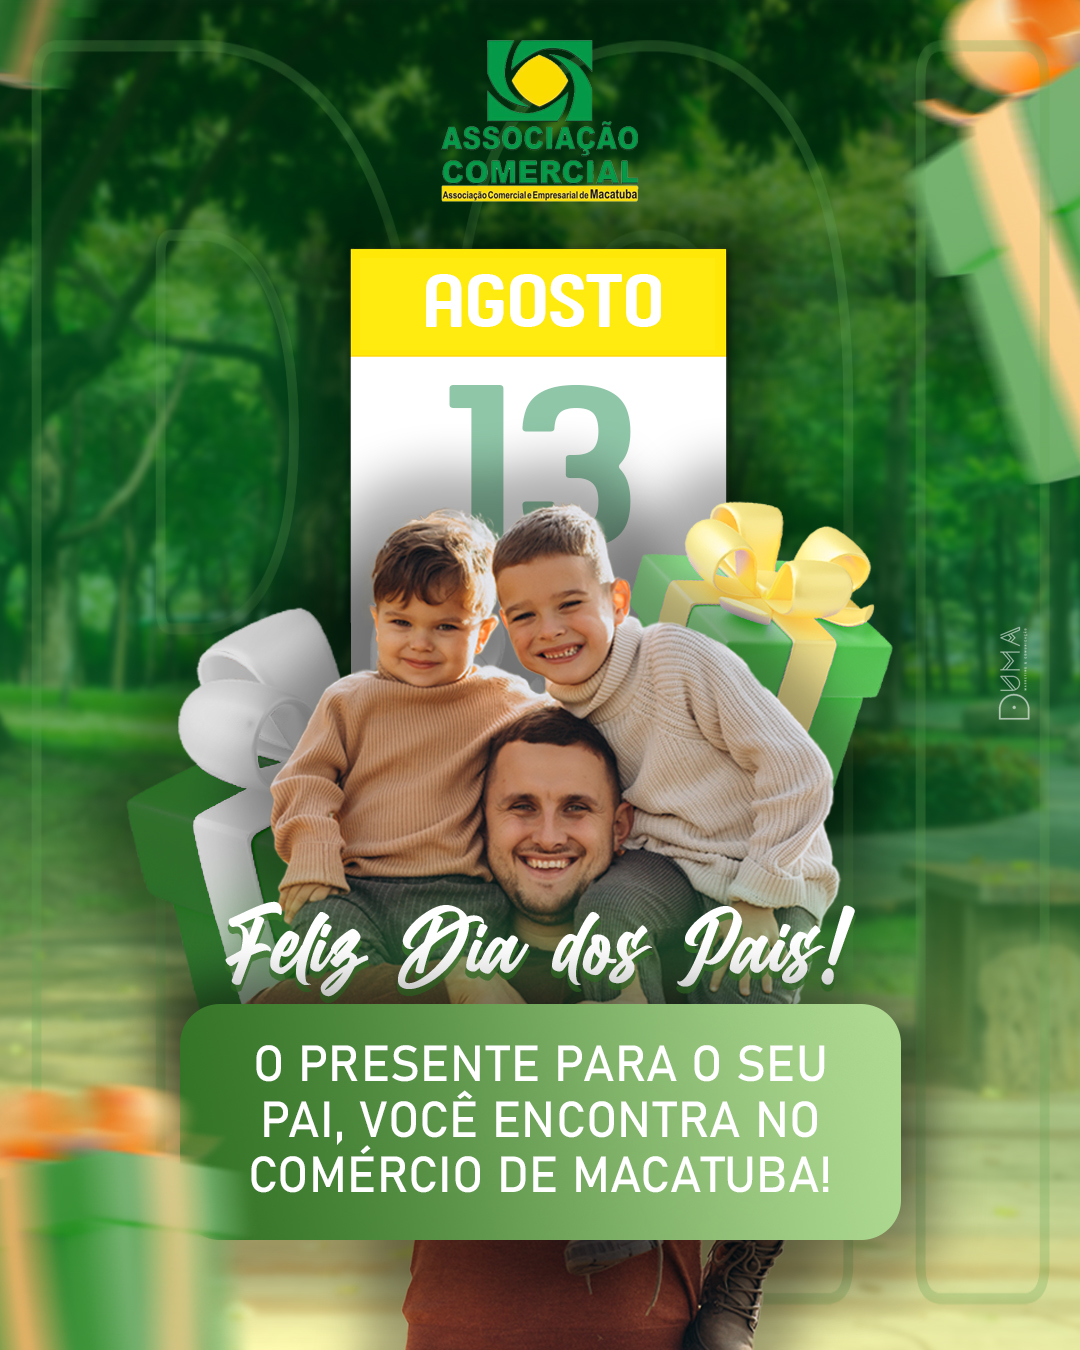 ASSOCIAÇÃO
COMERCIAL
Associação Comercial e Empresarial de Macatuba
AGOSTO
13
DUMA
Feliz Dia dos Pais!
O PRESENTE PARA O SEU
PAI, VOCÊ ENCONTRA NO
COMÉRCIO DE MACATUBA!